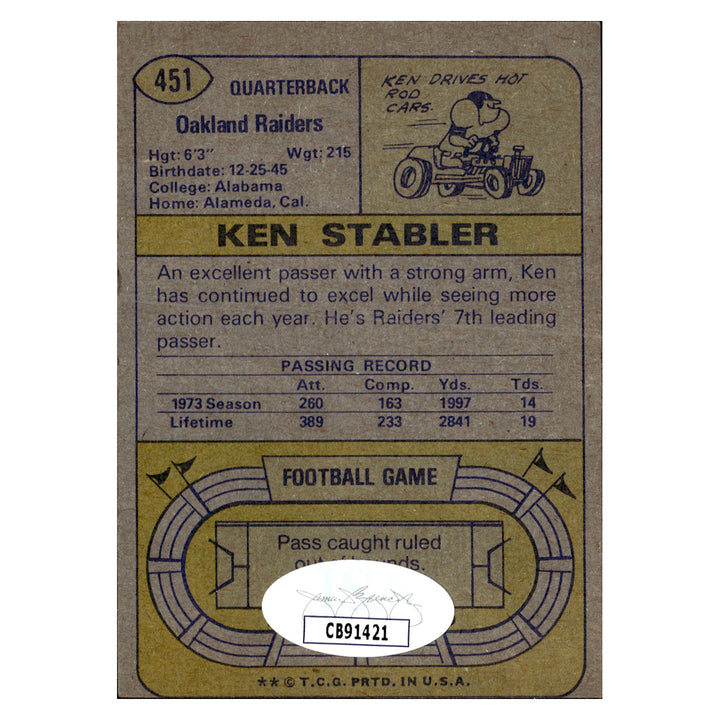 451
QUARTERBACK
Oakland Raiders
Hgt: 6'3" Wgt: 215
Birthdate: 12-25-45
College: Alabama
Home: Alameda, Cal.
KEN DRIVES HOT
ROD
CARS.
KEN STABLER
An excellent passer with a strong arm, Ken
has continued to excel while seeing more
action each year. He's Raiders' 7th leading
passer.
PASSING RECORD
Att. Comp. Yds. Tds.
1973 Season 260 163 1997 14
Lifetime 389 233 2841 19
FOOTBALL GAME
Pass caught ruled
CB91421
** © T.C.G. PRTD. IN U.S.A.